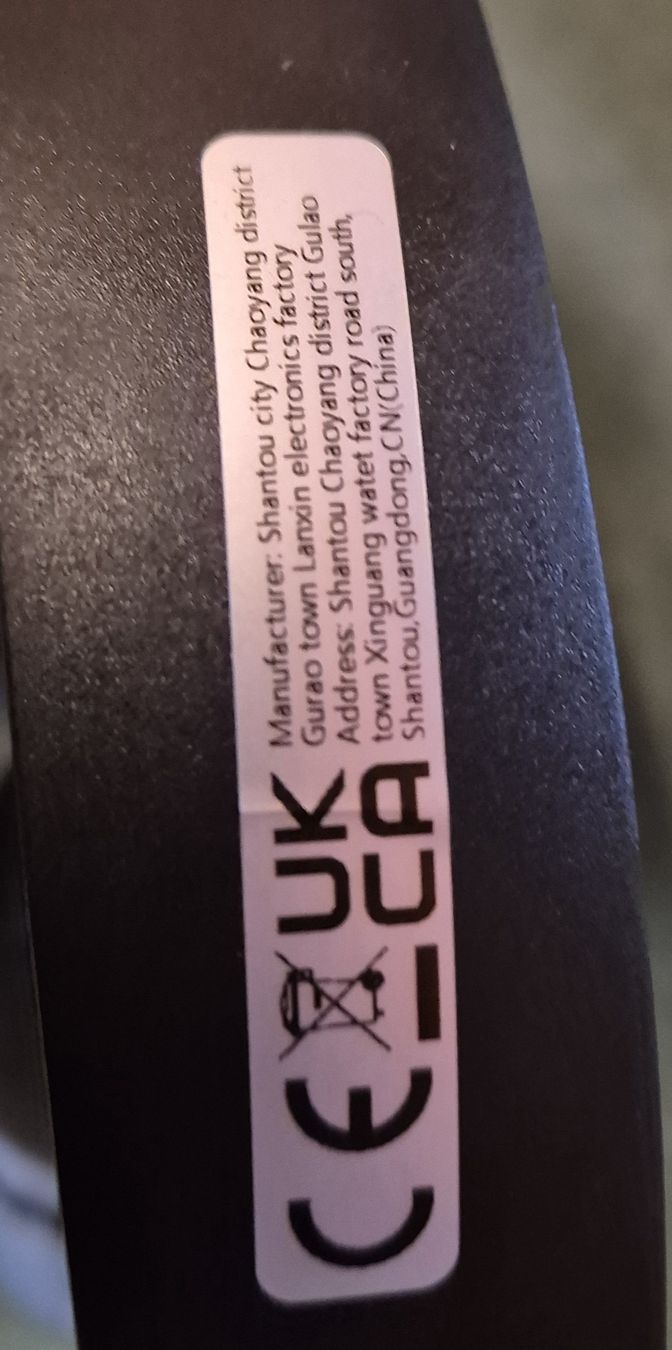 CE
UK
CA
Manufacturer: Shantou city Chaoyang district
Gurao town Lanxin electronics factory
Address: Shantou Chaoyang district Gulao
town Xinguang watet factory road south,
Shantou,Guangdong,CN(China)